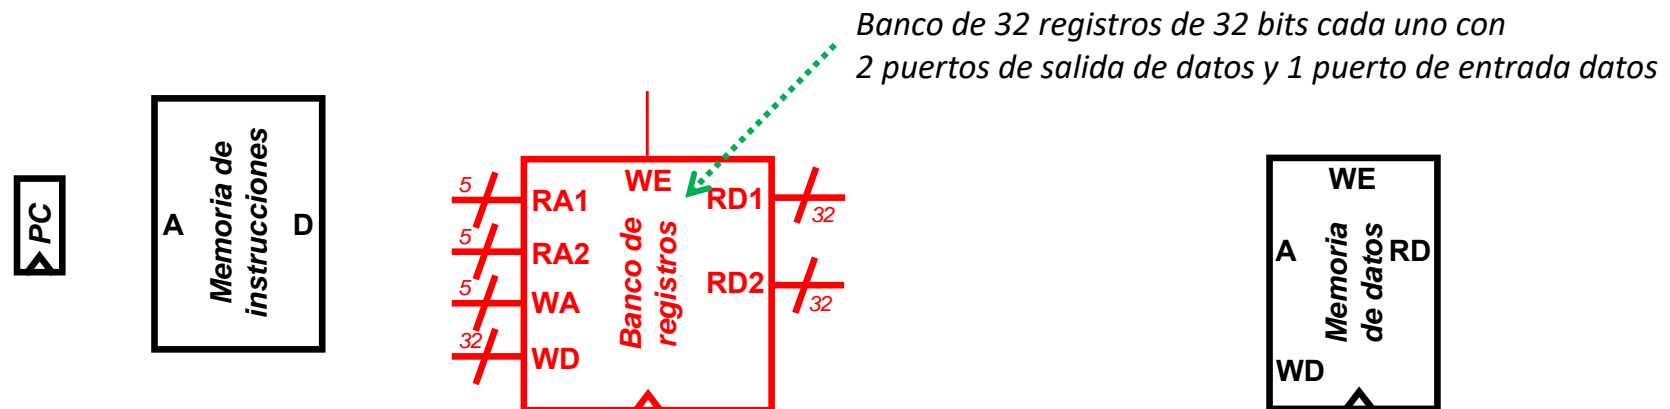 Banco de 32 registros de 32 bits cada uno con
2 puertos de salida de datos y 1 puerto de entrada datos
PC
A
Memoria de
instrucciones
D
5
RA1
5
RA2
5
WA
32
WD
WE
Banco de
registros
RD1
32
RD2
32
WE
A
Memoria
de datos
RD
WD